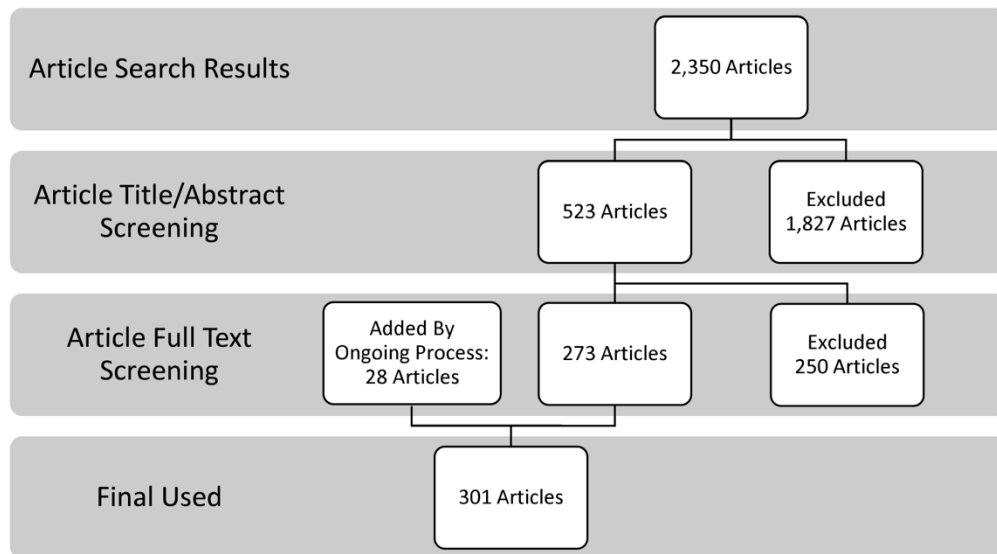 Article Search Results
2,350 Articles
Article Title/Abstract
Screening
523 Articles
Excluded
1,827 Articles
Article Full Text
Screening
Added By
Ongoing Process:
28 Articles
273 Articles
Excluded
250 Articles
Final Used
301 Articles